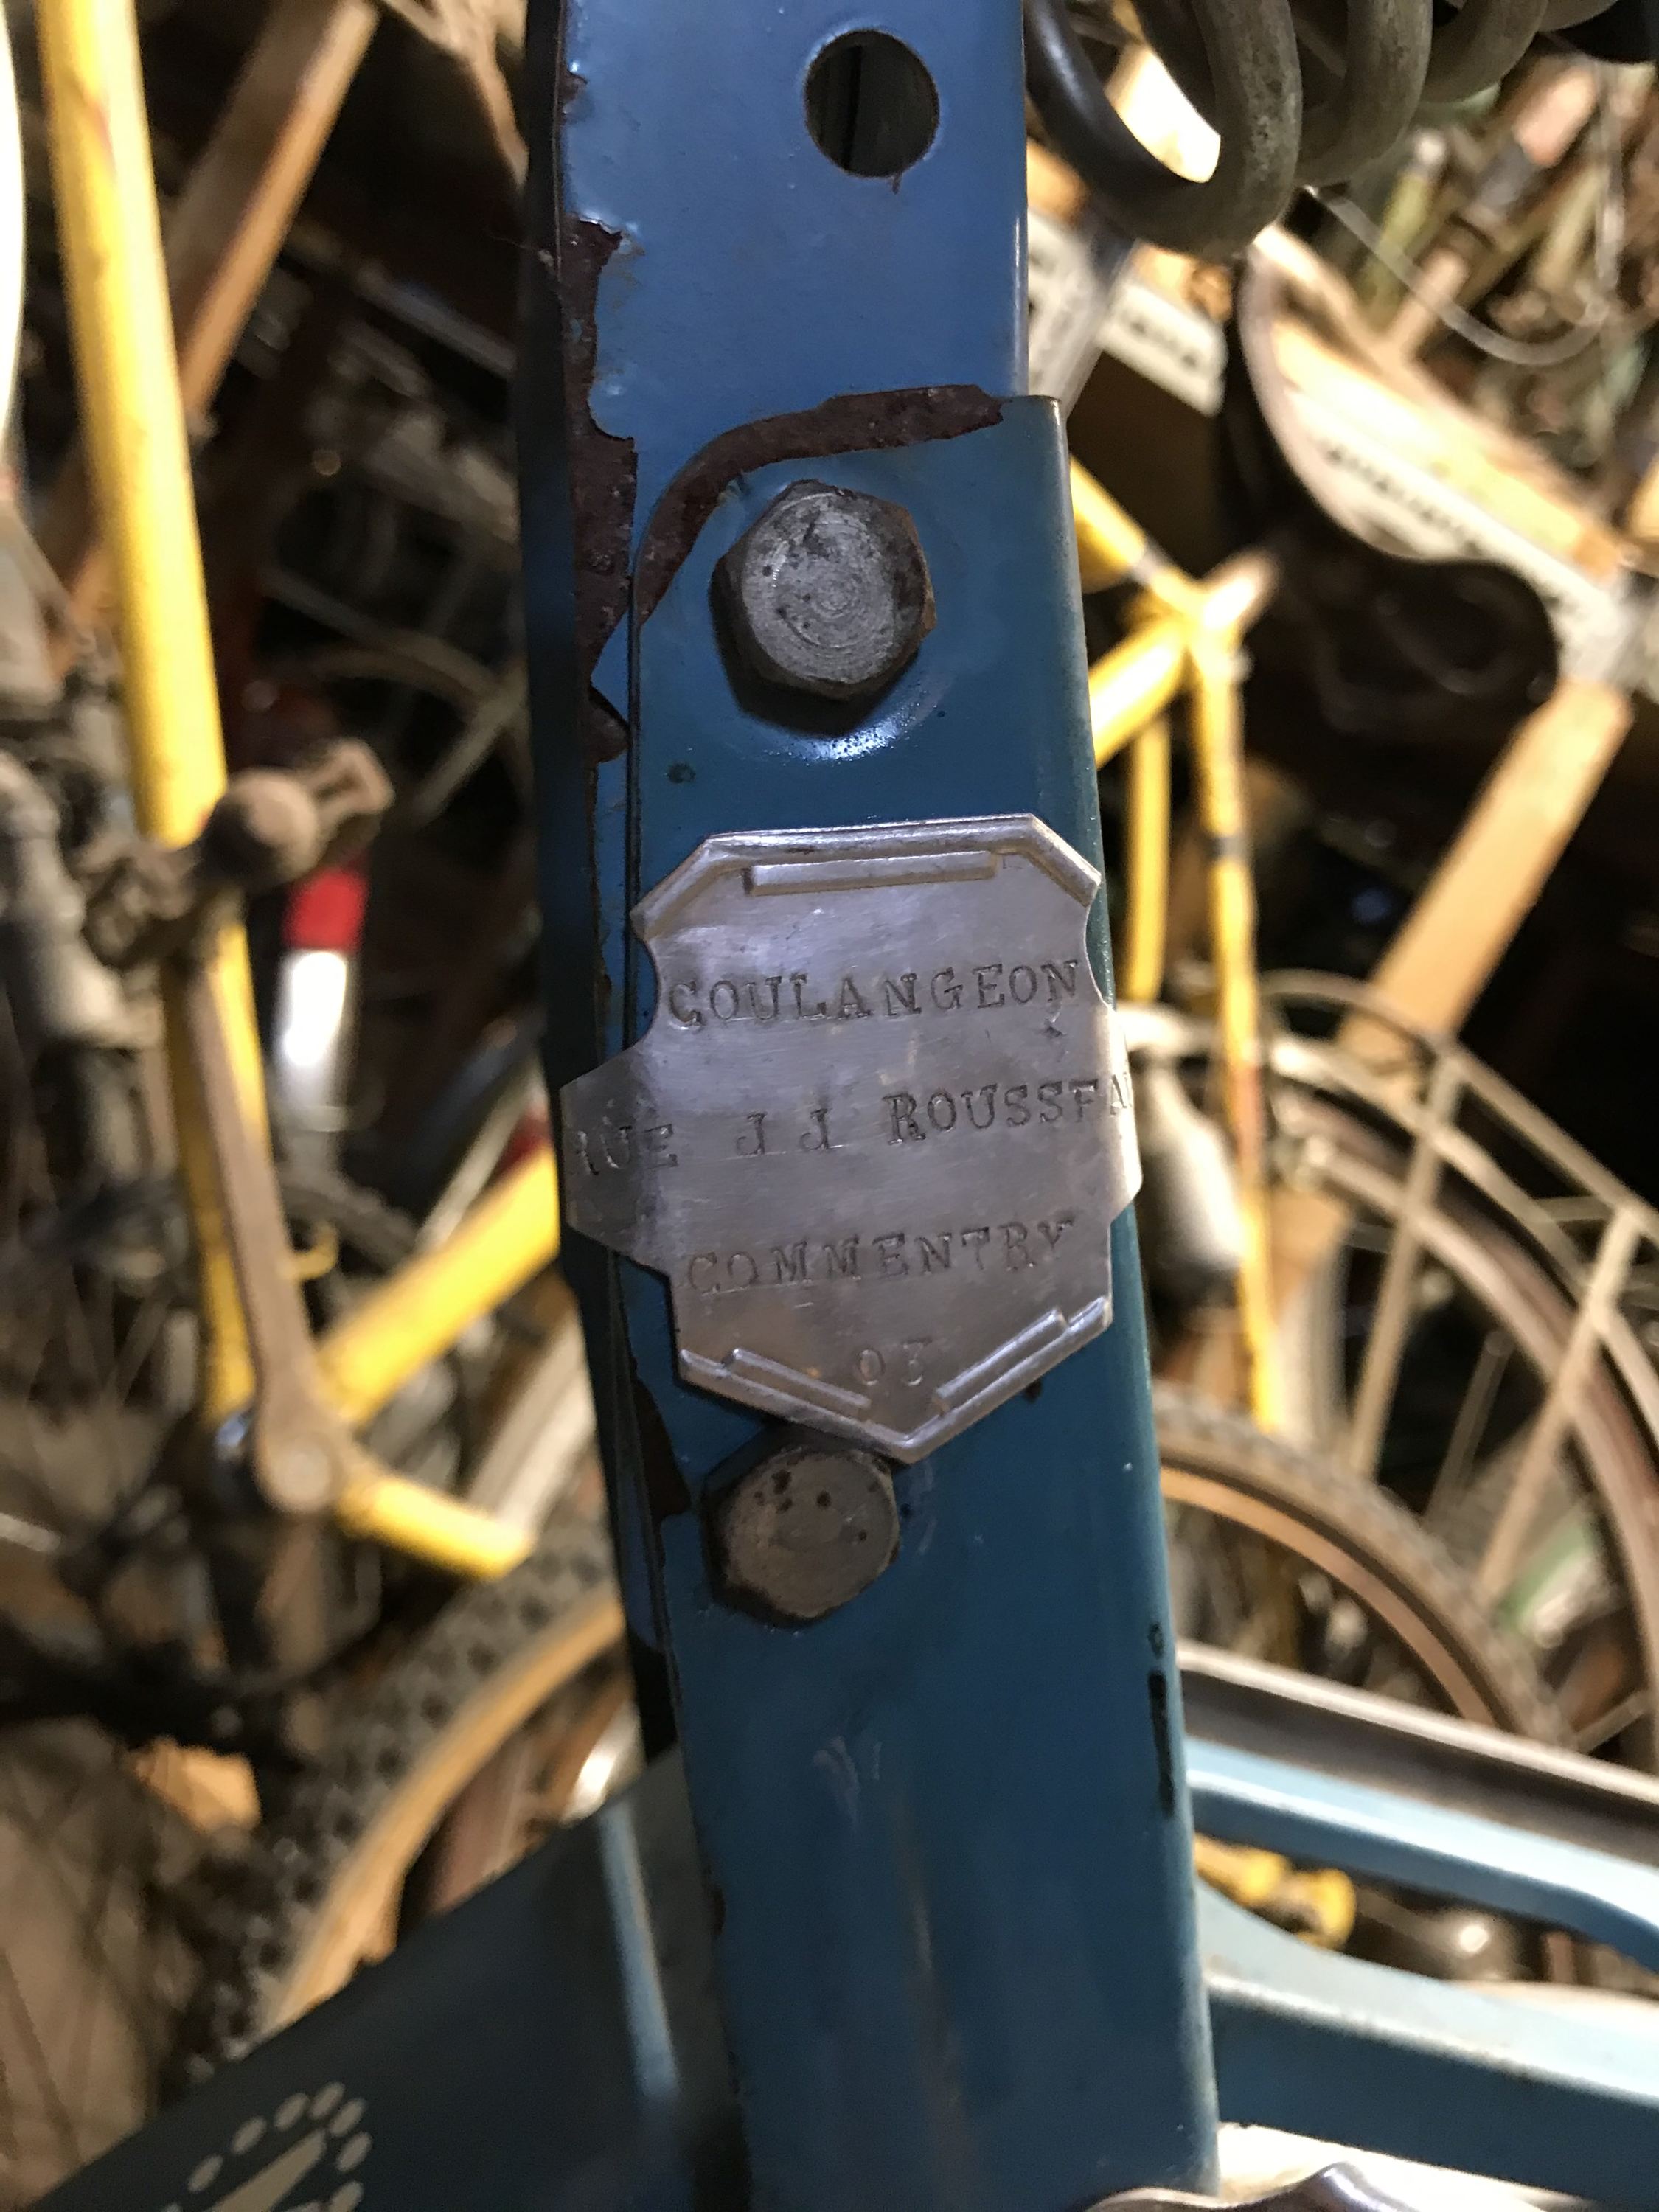 COULANGEON
RUE J J ROUSSEA
COMMENTRY
03